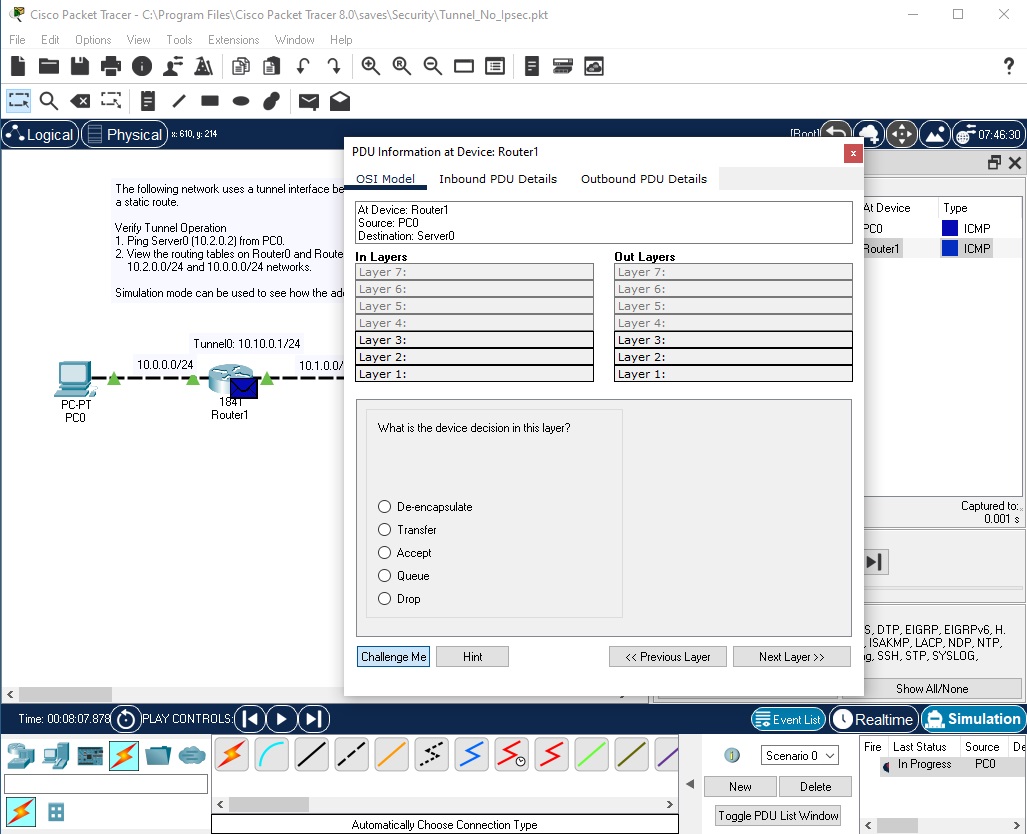 Cisco Packet Tracer - C:\Program Files\Cisco Packet Tracer 8.0\saves\Security\Tunnel_No_Ipsec.pkt
File Edit Options View Tools Extensions Window Help
Logical Physical x: 610, y: 214 [Root] 07:46:30
The following network uses a tunnel interface be
a static route.
Verify Tunnel Operation
1. Ping Server0 (10.2.0.2) from PC0.
2. View the routing tables on Router0 and Route
10.2.0.0/24 and 10.0.0.0/24 networks.
Simulation mode can be used to see how the add
Tunnel0: 10.10.0.1/24
10.0.0.0/24 10.1.0.0/
PC-PT
PC0
1841
Router1
PDU Information at Device: Router1
OSI Model Inbound PDU Details Outbound PDU Details
At Device: Router1
Source: PC0
Destination: Server0
In Layers Out Layers
Layer 7: Layer 7:
Layer 6: Layer 6:
Layer 5: Layer 5:
Layer 4: Layer 4:
Layer 3: Layer 3:
Layer 2: Layer 2:
Layer 1: Layer 1:
What is the device decision in this layer?
De-encapsulate
Transfer
Accept
Queue
Drop
Challenge Me Hint << Previous Layer Next Layer >>
At Device Type
PC0 ICMP
Router1 ICMP
Captured to:
0.001 s
S, DTP, EIGRP, EIGRPv6, H.
, ISAKMP, LACP, NDP, NTP,
g, SSH, STP, SYSLOG,
Show All/None
Time: 00:08:07.878 PLAY CONTROLS: Event List Realtime Simulation
Scenario 0
New Delete
Toggle PDU List Window
Fire Last Status Source De
In Progress PC0
Automatically Choose Connection Type